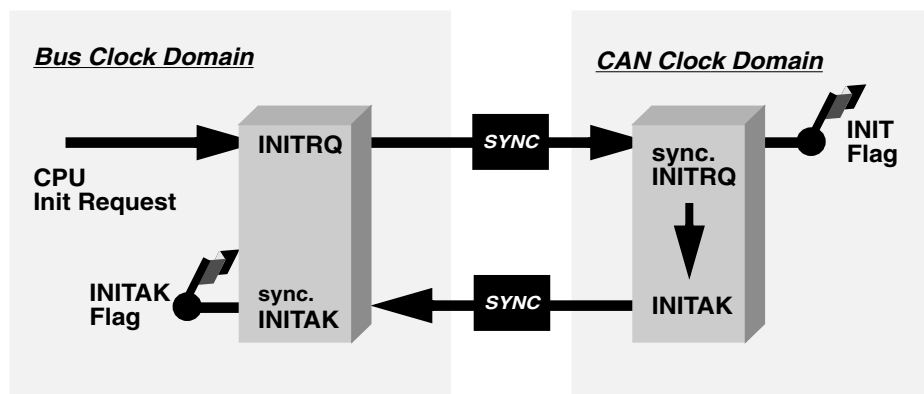 Bus Clock Domain
CAN Clock Domain
INITRQ
SYNC
sync.
INITRQ
INIT
Flag
CPU
Init Request
INITAK
Flag
sync.
INITAK
SYNC
INITAK